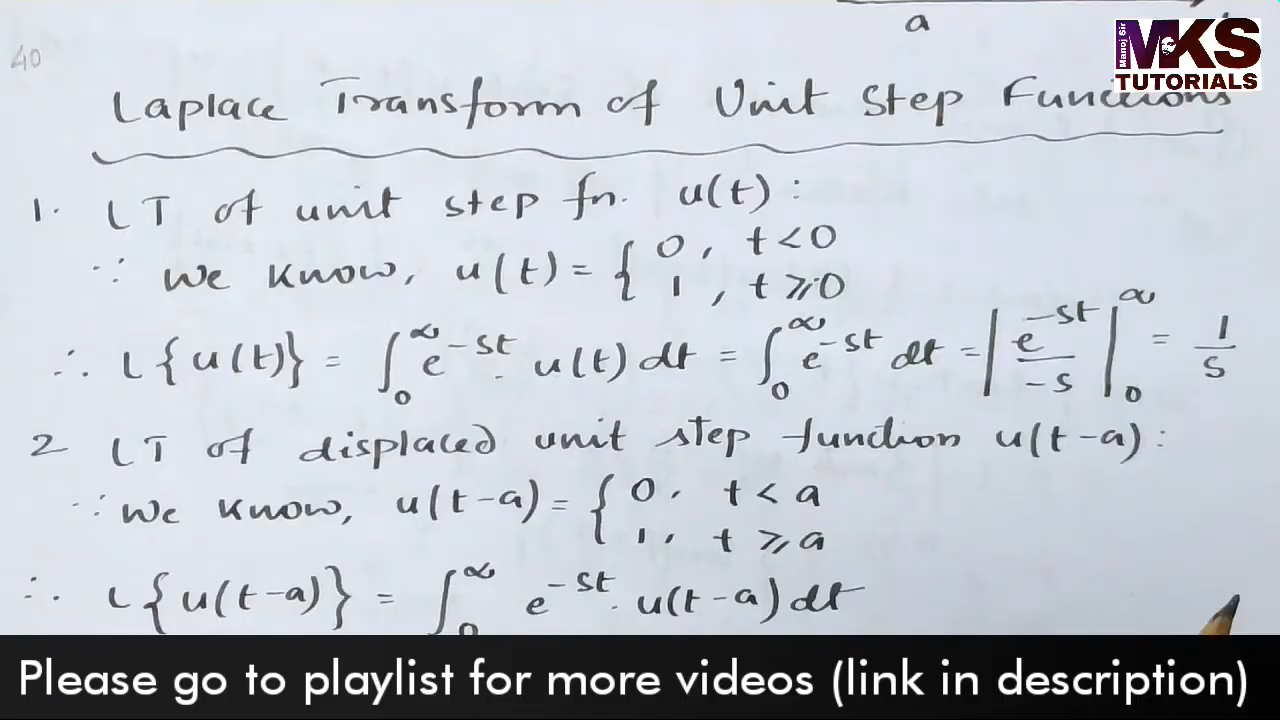 a
40
Manoj Sir MKS
TUTORIALS
Laplace Transform of Unit Step Functions
1. LT of unit step fn. u(t) :
∵ We know, u(t) = { 0, t < 0
1, t ⩾ 0
∴ L{u(t)} = ∫₀^∞ e^{-st} . u(t) dt = ∫₀^∞ e^{-st} dt = | e^{-st} / -s |₀^∞ = 1/s
2 LT of displaced unit step function u(t-a) :
∵ We know, u(t-a) = { 0, t < a
1, t ⩾ a
∴ L{u(t-a)} = ∫₀^∞ e^{-st} . u(t-a) dt
Please go to playlist for more videos (link in description)